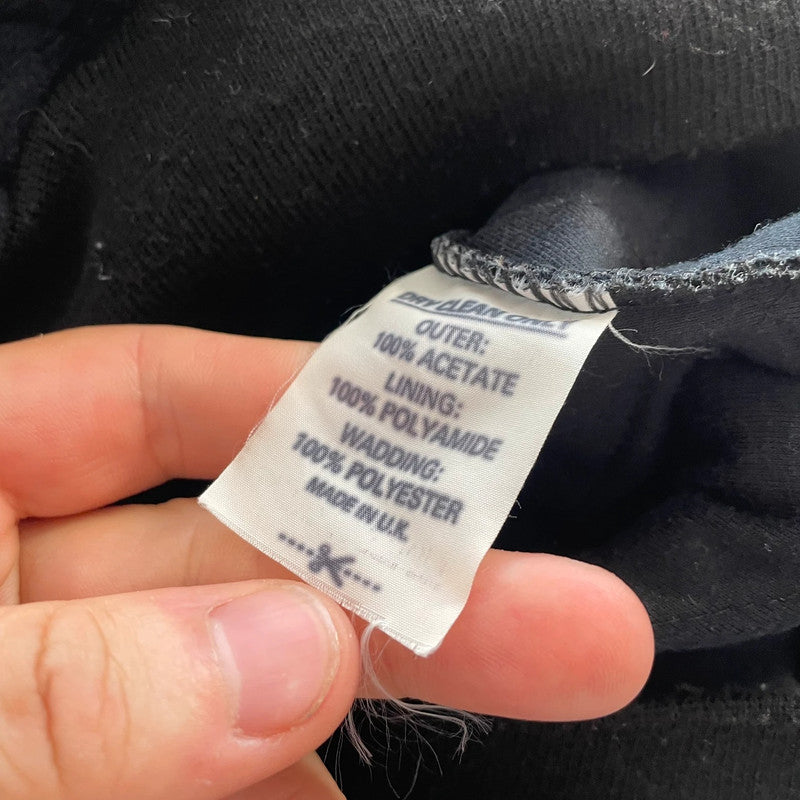 DRY CLEAN ONLY
OUTER:
100% ACETATE
LINING:
100% POLYAMIDE
WADDING:
100% POLYESTER
MADE IN U.K.